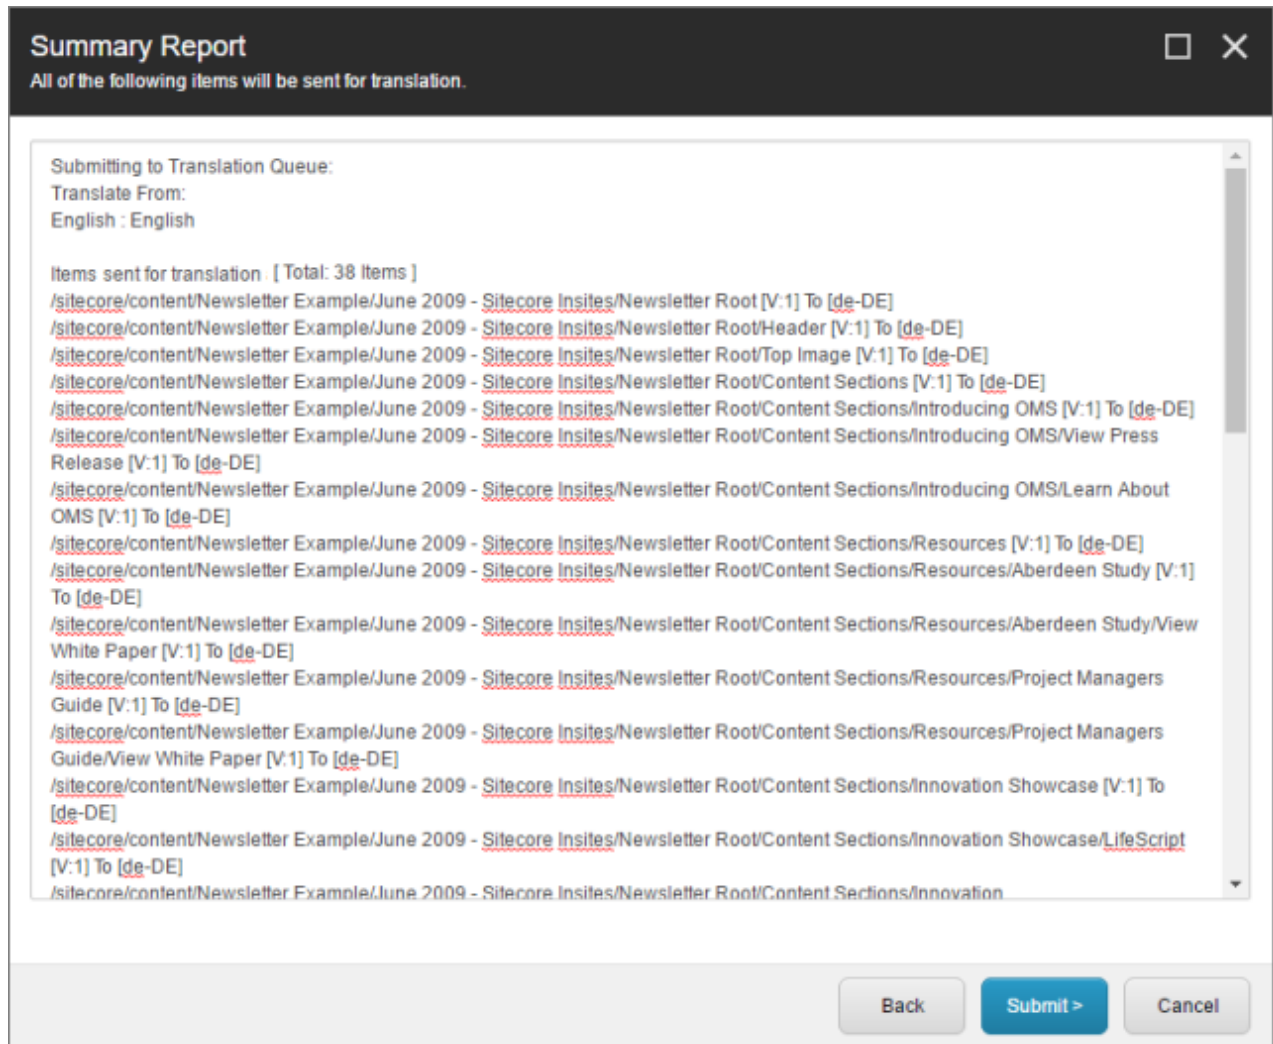 Summary Report
All of the following items will be sent for translation.
Submitting to Translation Queue:
Translate From:
English : English
Items sent for translation [ Total: 38 Items ]
/sitecore/content/Newsletter Example/June 2009 - Sitecore Insites/Newsletter Root [V:1] To [de-DE]
/sitecore/content/Newsletter Example/June 2009 - Sitecore Insites/Newsletter Root/Header [V:1] To [de-DE]
/sitecore/content/Newsletter Example/June 2009 - Sitecore Insites/Newsletter Root/Top Image [V:1] To [de-DE]
/sitecore/content/Newsletter Example/June 2009 - Sitecore Insites/Newsletter Root/Content Sections [V:1] To [de-DE]
/sitecore/content/Newsletter Example/June 2009 - Sitecore Insites/Newsletter Root/Content Sections/Introducing OMS [V:1] To [de-DE]
/sitecore/content/Newsletter Example/June 2009 - Sitecore Insites/Newsletter Root/Content Sections/Introducing OMS/View Press
Release [V:1] To [de-DE]
/sitecore/content/Newsletter Example/June 2009 - Sitecore Insites/Newsletter Root/Content Sections/Introducing OMS/Learn About
OMS [V:1] To [de-DE]
/sitecore/content/Newsletter Example/June 2009 - Sitecore Insites/Newsletter Root/Content Sections/Resources [V:1] To [de-DE]
/sitecore/content/Newsletter Example/June 2009 - Sitecore Insites/Newsletter Root/Content Sections/Resources/Aberdeen Study [V:1]
To [de-DE]
/sitecore/content/Newsletter Example/June 2009 - Sitecore Insites/Newsletter Root/Content Sections/Resources/Aberdeen Study/View
White Paper [V:1] To [de-DE]
/sitecore/content/Newsletter Example/June 2009 - Sitecore Insites/Newsletter Root/Content Sections/Resources/Project Managers
Guide [V:1] To [de-DE]
/sitecore/content/Newsletter Example/June 2009 - Sitecore Insites/Newsletter Root/Content Sections/Resources/Project Managers
Guide/View White Paper [V:1] To [de-DE]
/sitecore/content/Newsletter Example/June 2009 - Sitecore Insites/Newsletter Root/Content Sections/Innovation Showcase [V:1] To
[de-DE]
/sitecore/content/Newsletter Example/June 2009 - Sitecore Insites/Newsletter Root/Content Sections/Innovation Showcase/LifeScript
[V:1] To [de-DE]
/sitecore/content/Newsletter Example/June 2009 - Sitecore Insites/Newsletter Root/Content Sections/Innovation
Back
Submit >
Cancel